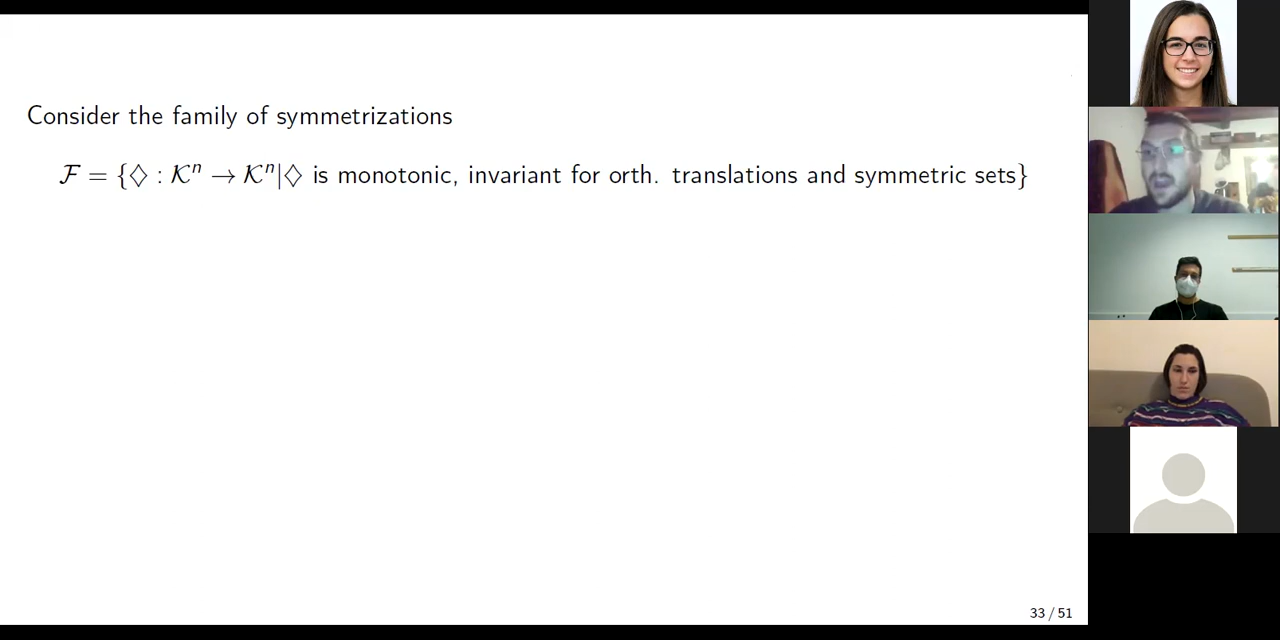 Consider the family of symmetrizations
ℱ = {♢ : 𝒦ⁿ → 𝒦ⁿ|♢ is monotonic, invariant for orth. translations and symmetric sets}
33 / 51